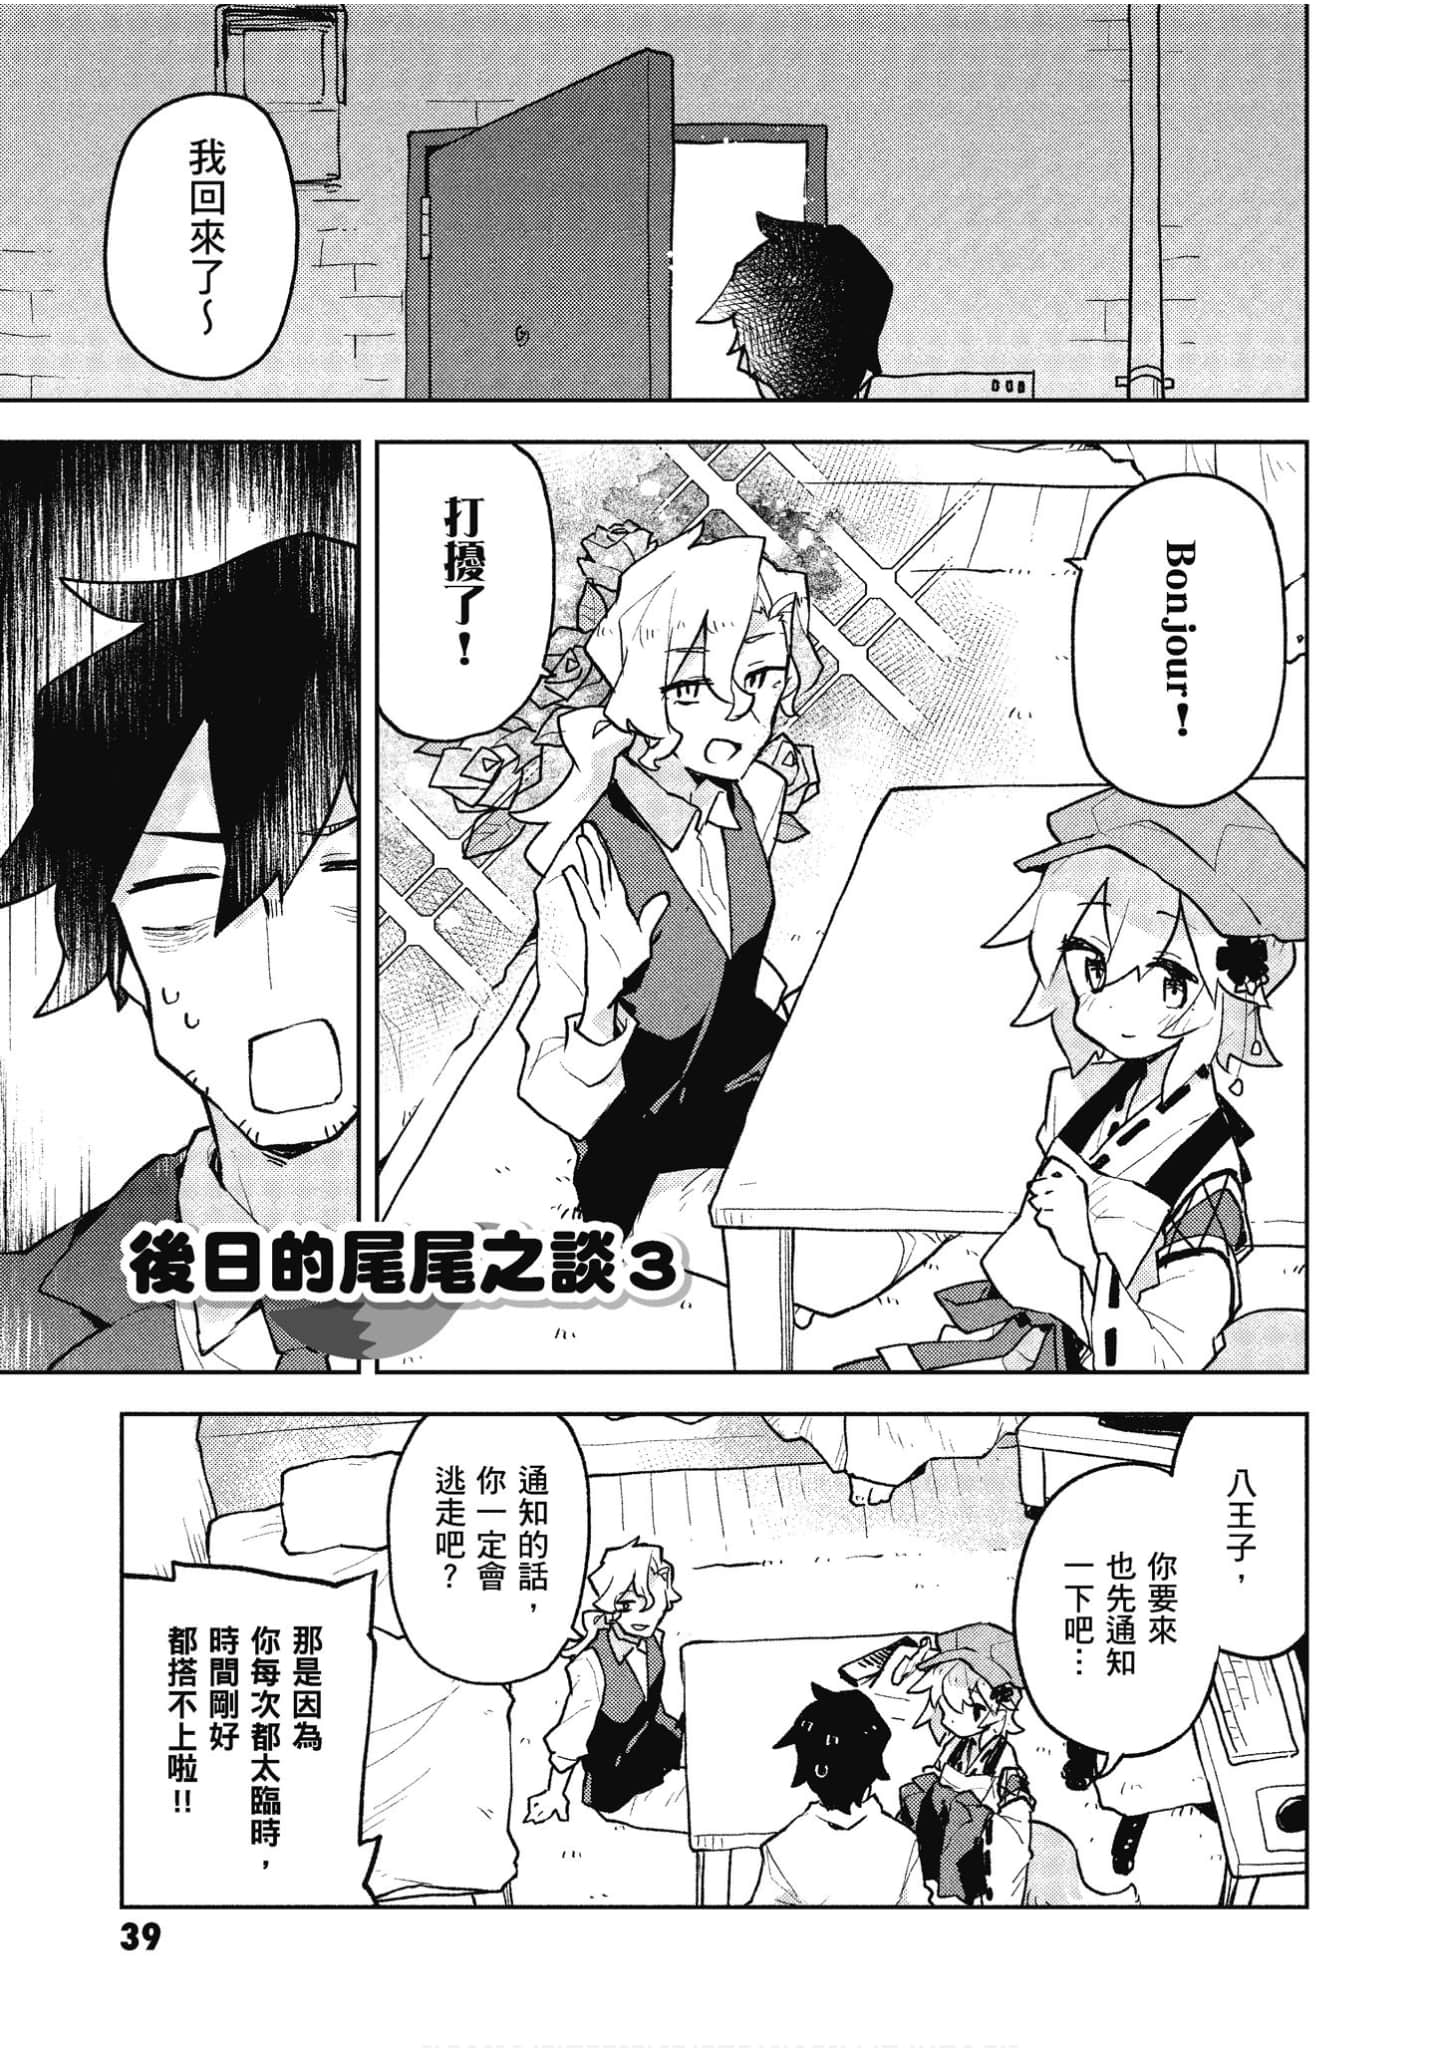 我回來了～
Bonjour！
打擾了！
後日的尾尾之談3
八王子，
你要來
也先通知
一下吧…
通知的話，
你一定會
逃走吧？
那是因為
你每次都太臨時，
時間剛好
都搭不上啦!!
39